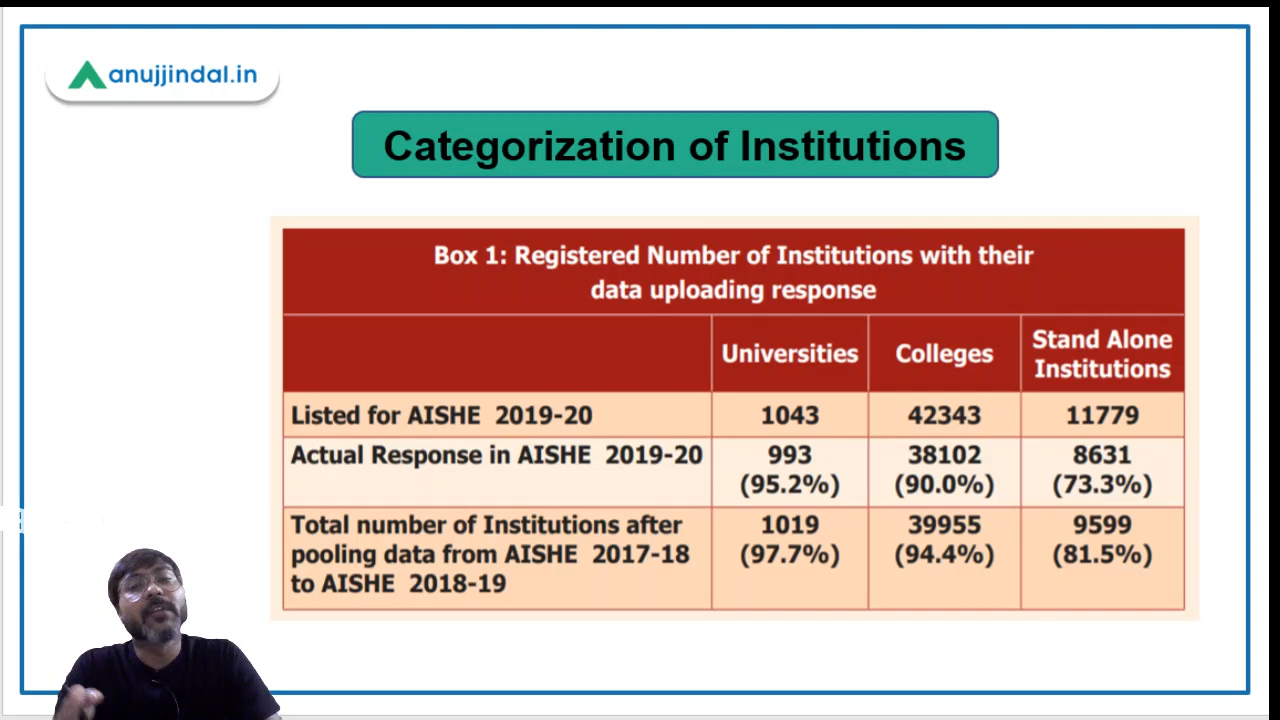 anujjindal.in
Categorization of Institutions
Box 1: Registered Number of Institutions with their
data uploading response
Universities Colleges Stand Alone
Institutions
Listed for AISHE 2019-20 1043 42343 11779
Actual Response in AISHE 2019-20 993 38102 8631
(95.2%) (90.0%) (73.3%)
Total number of Institutions after 1019 39955 9599
pooling data from AISHE 2017-18 (97.7%) (94.4%) (81.5%)
to AISHE 2018-19